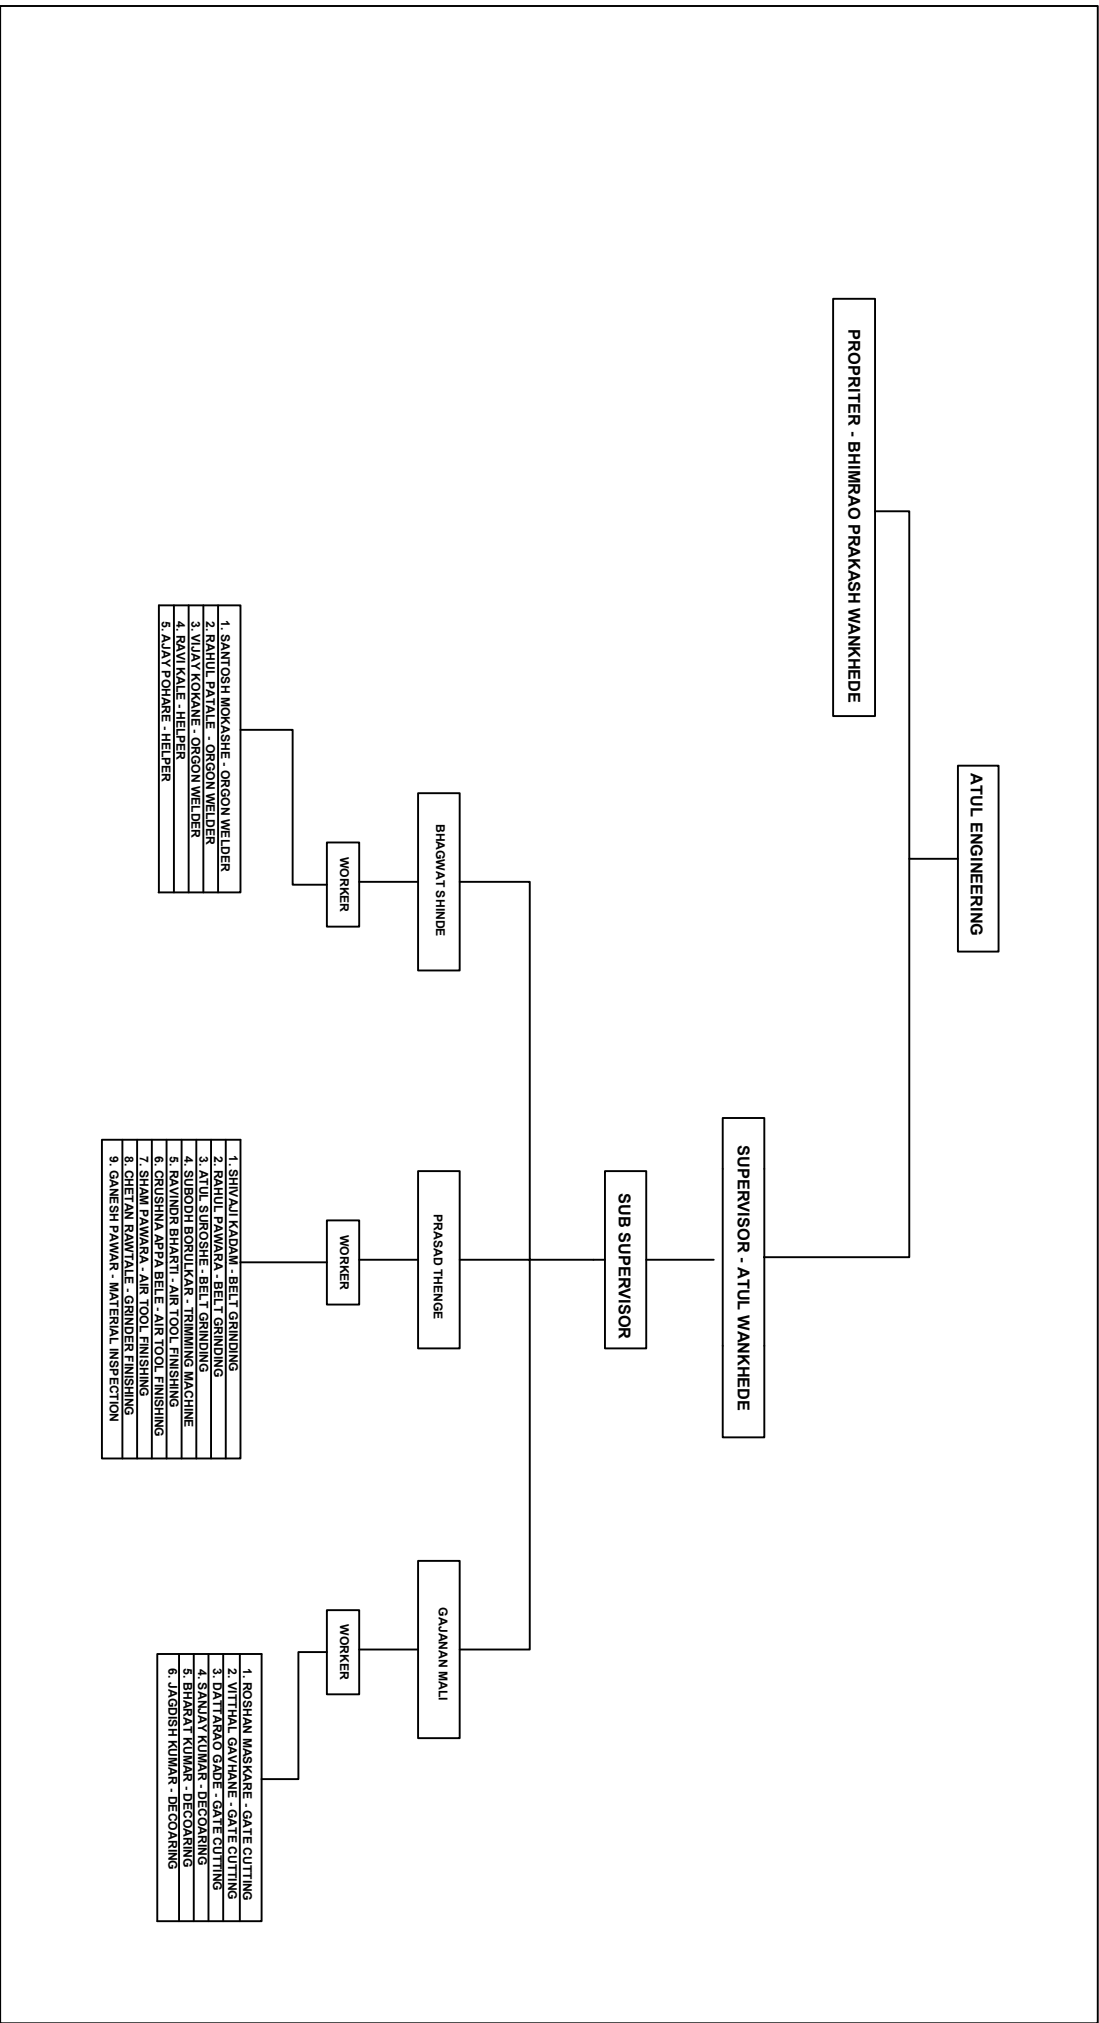 ATUL ENGINEERING
PROPRITER - BHIMRAO PRAKASH WANKHEDE
SUPERVISOR - ATUL WANKHEDE
SUB SUPERVISOR
BHAGWAT SHINDE
PRASAD THENGE
GAJANAN MALI
WORKER
WORKER
WORKER
1. SANTOSH MOKASHE - ORGON WELDER
2. RAHUL PATALE - ORGON WELDER
3. VIJAY KOKANE - ORGON WELDER
4. RAVI KALE - HELPER
5. AJAY POHARE - HELPER
1. SHIVAJI KADAM - BELT GRINDING
2. RAHUL PAWARA - BELT GRINDING
3. ATUL SUROSHE - BELT GRINDING
4. SUBODH BORULKAR - TRIMMING MACHINE
5. RAVINDR BHARTI - AIR TOOL FINISHING
6. CRUSHNA APPA BELE - AIR TOOL FINISHING
7. SHAM PAWARA - AIR TOOL FINISHING
8. CHETAN RAWTALE - GRINDER FINISHING
9. GANESH PAWAR - MATERIAL INSPECTION
1. ROSHAN MASKARE - GATE CUTTING
2. VITTHAL GAVHANE - GATE CUTTING
3. DATTARAO GADE - GATE CUTTING
4. SANJAY KUMAR - DECOARING
5. BHARAT KUMAR - DECOARING
6. JAGDISH KUMAR - DECOARING